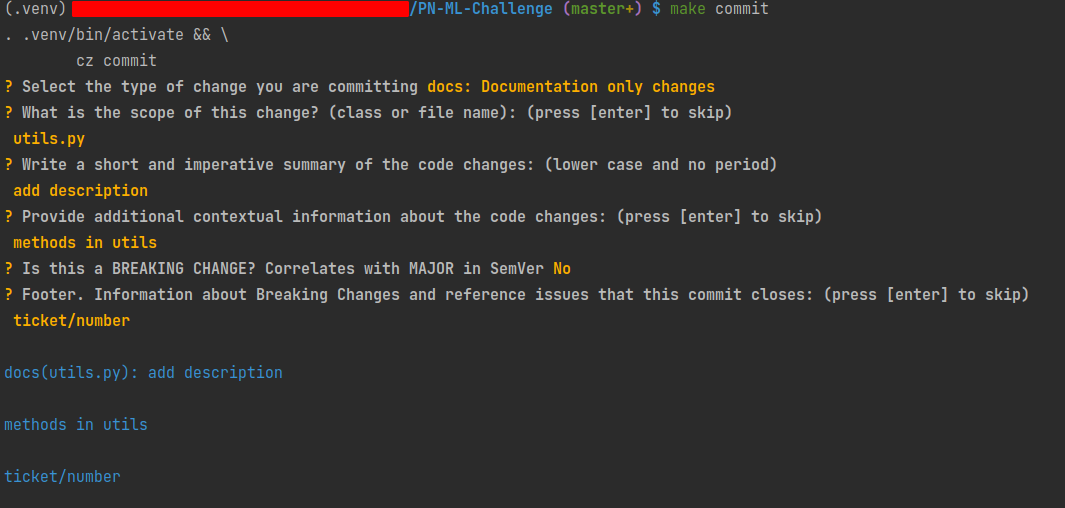 (.venv) /PN-ML-Challenge (master+) $ make commit
. .venv/bin/activate && \
cz commit
? Select the type of change you are committing docs: Documentation only changes
? What is the scope of this change? (class or file name): (press [enter] to skip)
utils.py
? Write a short and imperative summary of the code changes: (lower case and no period)
add description
? Provide additional contextual information about the code changes: (press [enter] to skip)
methods in utils
? Is this a BREAKING CHANGE? Correlates with MAJOR in SemVer No
? Footer. Information about Breaking Changes and reference issues that this commit closes: (press [enter] to skip)
ticket/number
docs(utils.py): add description
methods in utils
ticket/number